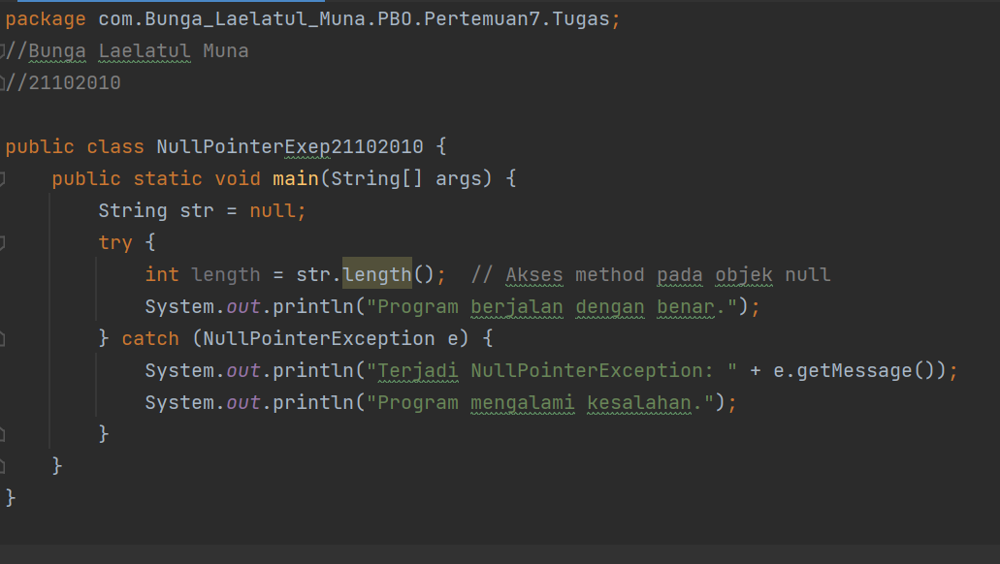 package com.Bunga_Laelatul_Muna.PBO.Pertemuan7.Tugas;
//Bunga Laelatul Muna
//21102010

public class NullPointerExep21102010 {
    public static void main(String[] args) {
        String str = null;
        try {
            int length = str.length();  // Akses method pada objek null
            System.out.println("Program berjalan dengan benar.");
        } catch (NullPointerException e) {
            System.out.println("Terjadi NullPointerException: " + e.getMessage());
            System.out.println("Program mengalami kesalahan.");
        }
    }
}